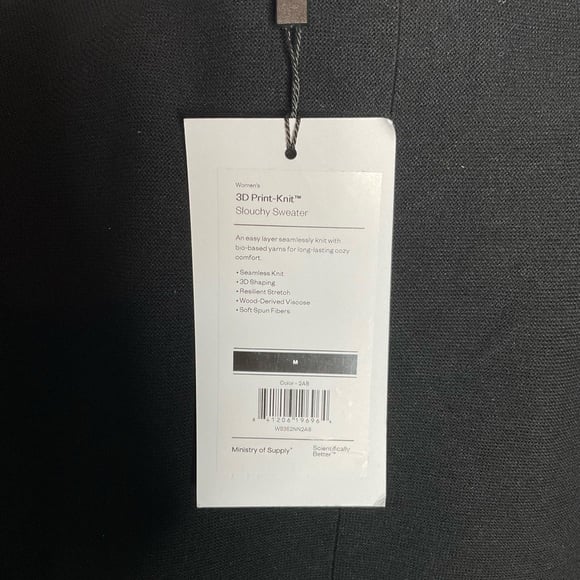 Women's
3D Print-Knit™
Slouchy Sweater
An easy layer seamlessly knit with
bio-based yarns for long-lasting cozy
comfort.
• Seamless Knit
• 3D Shaping
• Resilient Stretch
• Wood-Derived Viscose
• Soft Spun Fibers
M
Color - 2AB
41206 19696
Ministry of Supply®
Scientifically
Better™